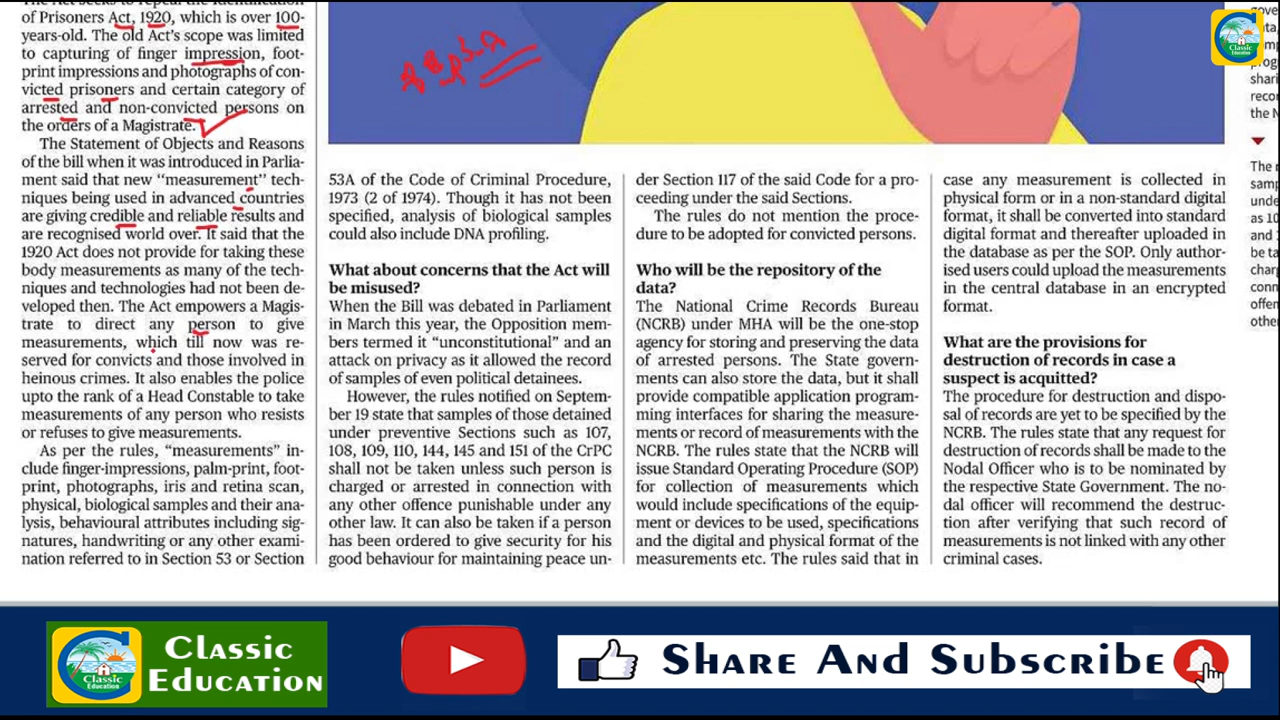 The Act seeks to repeal the Identification
of Prisoners Act, 1920, which is over 100-
years-old. The old Act's scope was limited
to capturing of finger impression, foot-
print impressions and photographs of con-
victed prisoners and certain category of
arrested and non-convicted persons on
the orders of a Magistrate.
The Statement of Objects and Reasons
of the bill when it was introduced in Parlia-
ment said that new "measurement" tech-
niques being used in advanced countries
are giving credible and reliable results and
are recognised world over. It said that the
1920 Act does not provide for taking these
body measurements as many of the tech-
niques and technologies had not been de-
veloped then. The Act empowers a Magis-
trate to direct any person to give
measurements, which till now was re-
served for convicts and those involved in
heinous crimes. It also enables the police
upto the rank of a Head Constable to take
measurements of any person who resists
or refuses to give measurements.
As per the rules, "measurements" in-
clude finger-impressions, palm-print, foot-
print, photographs, iris and retina scan,
physical, biological samples and their ana-
lysis, behavioural attributes including sig-
natures, handwriting or any other exami-
nation referred to in Section 53 or Section
53A of the Code of Criminal Procedure,
1973 (2 of 1974). Though it has not been
specified, analysis of biological samples
could also include DNA profiling.
What about concerns that the Act will
be misused?
When the Bill was debated in Parliament
in March this year, the Opposition mem-
bers termed it "unconstitutional" and an
attack on privacy as it allowed the record
of samples of even political detainees.
However, the rules notified on Septem-
ber 19 state that samples of those detained
under preventive Sections such as 107,
108, 109, 110, 144, 145 and 151 of the CrPC
shall not be taken unless such person is
charged or arrested in connection with
any other offence punishable under any
other law. It can also be taken if a person
has been ordered to give security for his
good behaviour for maintaining peace un-
der Section 117 of the said Code for a pro-
ceeding under the said Sections.
The rules do not mention the proce-
dure to be adopted for convicted persons.
Who will be the repository of the
data?
The National Crime Records Bureau
(NCRB) under MHA will be the one-stop
agency for storing and preserving the data
of arrested persons. The State govern-
ments can also store the data, but it shall
provide compatible application program-
ming interfaces for sharing the measure-
ments or record of measurements with the
NCRB. The rules state that the NCRB will
issue Standard Operating Procedure (SOP)
for collection of measurements which
would include specifications of the equip-
ment or devices to be used, specifications
and the digital and physical format of the
measurements etc. The rules said that in
case any measurement is collected in
physical form or in a non-standard digital
format, it shall be converted into standard
digital format and thereafter uploaded in
the database as per the SOP. Only author-
ised users could upload the measurements
in the central database in an encrypted
format.
What are the provisions for
destruction of records in case a
suspect is acquitted?
The procedure for destruction and dispo-
sal of records are yet to be specified by the
NCRB. The rules state that any request for
destruction of records shall be made to the
Nodal Officer who is to be nominated by
the respective State Government. The no-
dal officer will recommend the destruc-
tion after verifying that such record of
measurements is not linked with any other
criminal cases.
Classic
Education
Classic
Education
Classic
Education
Share And Subscribe